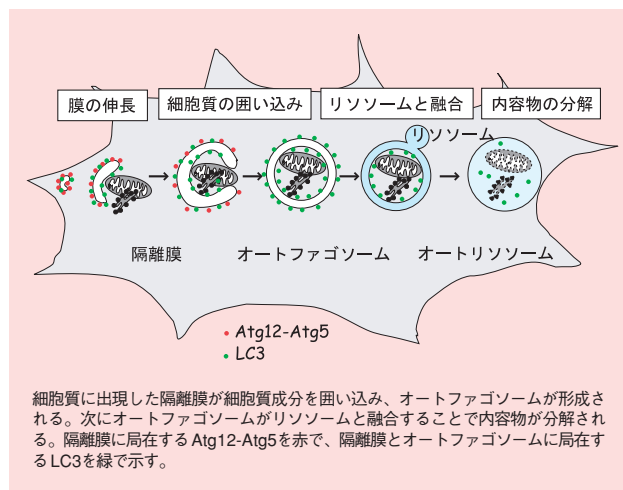 膜の伸長
細胞質の囲い込み
リソソームと融合
内容物の分解
リソソーム
隔離膜
オートファゴソーム
オートリソソーム
Atg12-Atg5
LC3
細胞質に出現した隔離膜が細胞質成分を囲い込み、オートファゴソームが形成さ
れる。次にオートファゴソームがリソソームと融合することで内容物が分解され
る。隔離膜に局在するAtg12-Atg5を赤で、隔離膜とオートファゴソームに局在す
るLC3を緑で示す。